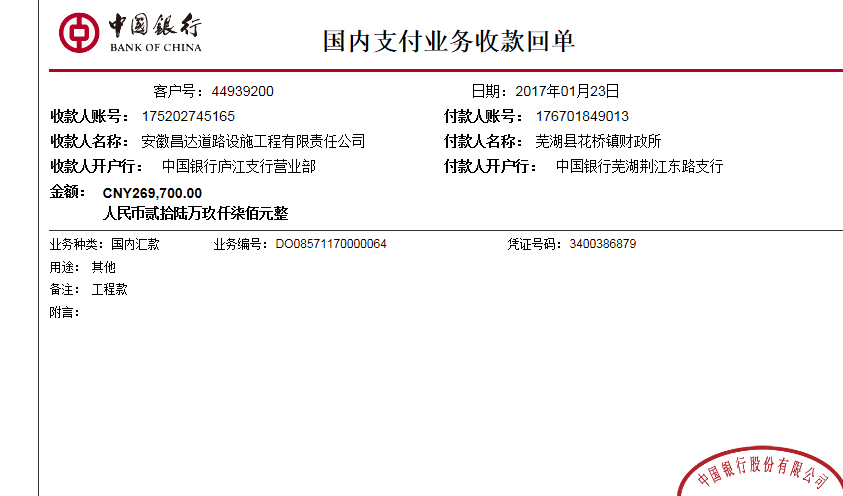 中国银行
BANK OF CHINA
国内支付业务收款回单
客户号：44939200 日期：2017年01月23日
收款人账号：175202745165 付款人账号：176701849013
收款人名称：安徽昌达道路设施工程有限责任公司 付款人名称：芜湖县花桥镇财政所
收款人开户行：中国银行庐江支行营业部 付款人开户行：中国银行芜湖荆江东路支行
金额：CNY269,700.00
人民币贰拾陆万玖仟柒佰元整
业务种类：国内汇款 业务编号：DO08571170000064 凭证号码：3400386879
用途：其他
备注：工程款
附言：
中国银行股份有限公司